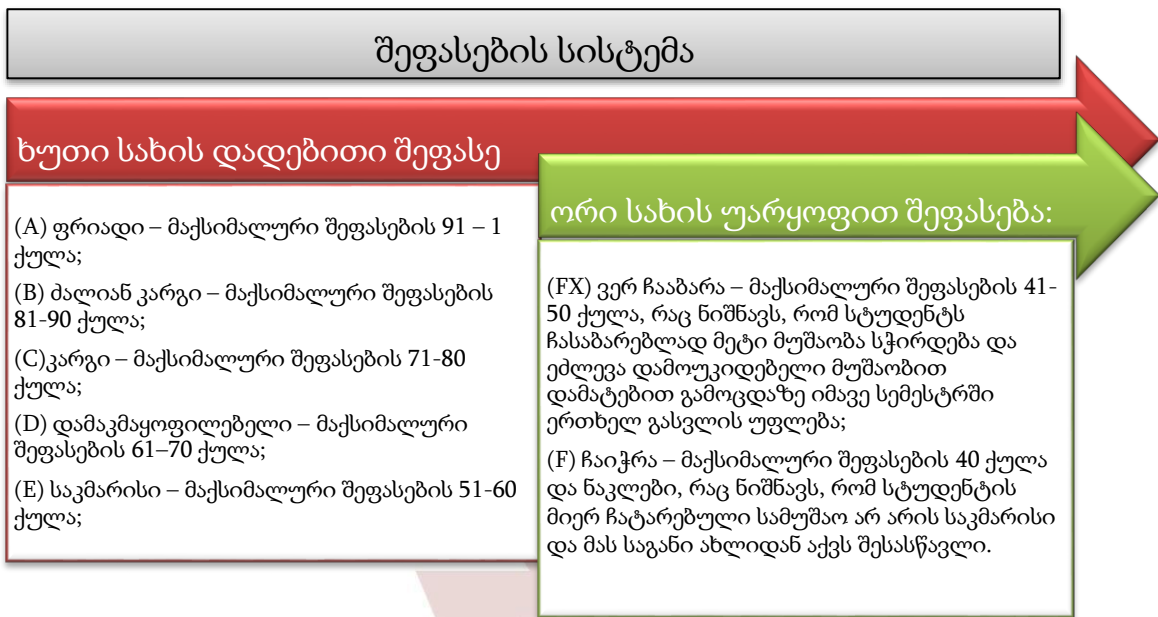 შეფასების სისტემა
ხუთი სახის დადებითი შეფასე
(A) ფრიადი – მაქსიმალური შეფასების 91 – 1
ქულა;
(B) ძალიან კარგი – მაქსიმალური შეფასების
81-90 ქულა;
(C)კარგი – მაქსიმალური შეფასების 71-80
ქულა;
(D) დამაკმაყოფილებელი – მაქსიმალური
შეფასების 61–70 ქულა;
(E) საკმარისი – მაქსიმალური შეფასების 51-60
ქულა;
ორი სახის უარყოფით შეფასება:
(FX) ვერ ჩააბარა – მაქსიმალური შეფასების 41-
50 ქულა, რაც ნიშნავს, რომ სტუდენტს
ჩასაბარებლად მეტი მუშაობა სჭირდება და
ეძლევა დამოუკიდებელი მუშაობით
დამატებით გამოცდაზე იმავე სემესტრში
ერთხელ გასვლის უფლება;
(F) ჩაიჭრა – მაქსიმალური შეფასების 40 ქულა
და ნაკლები, რაც ნიშნავს, რომ სტუდენტის
მიერ ჩატარებული სამუშაო არ არის საკმარისი
და მას საგანი ახლიდან აქვს შესასწავლი.